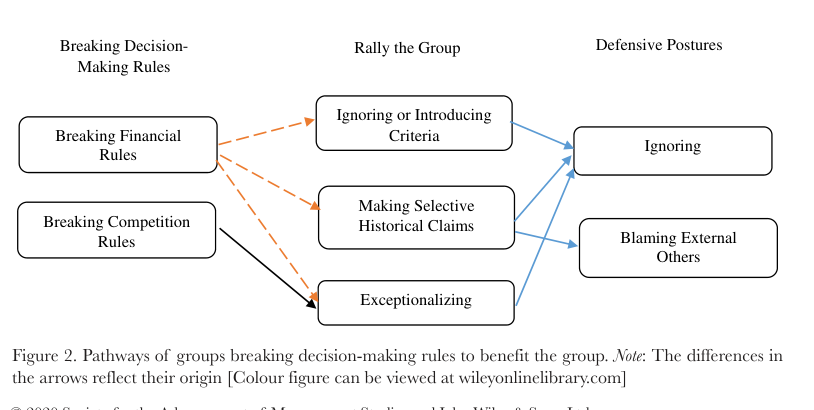 Breaking Decision-
Making Rules
Rally the Group
Defensive Postures
Breaking Financial
Rules
Breaking Competition
Rules
Ignoring or Introducing
Criteria
Making Selective
Historical Claims
Exceptionalizing
Ignoring
Blaming External
Others
Figure 2. Pathways of groups breaking decision-making rules to benefit the group. Note: The differences in
the arrows reflect their origin [Colour figure can be viewed at wileyonlinelibrary.com]